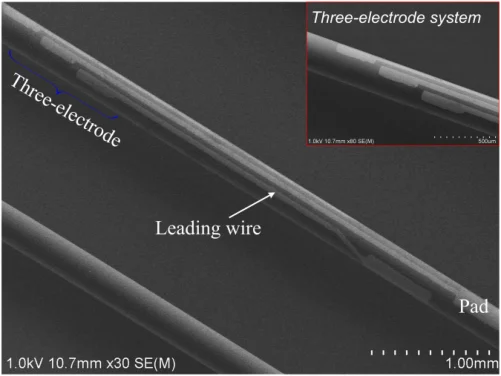 Three-electrode system
1.0kV 10.7mm x80 SE(M)
500um
Three-electrode
Leading wire
Pad
1.0kV 10.7mm x30 SE(M)
1.00mm